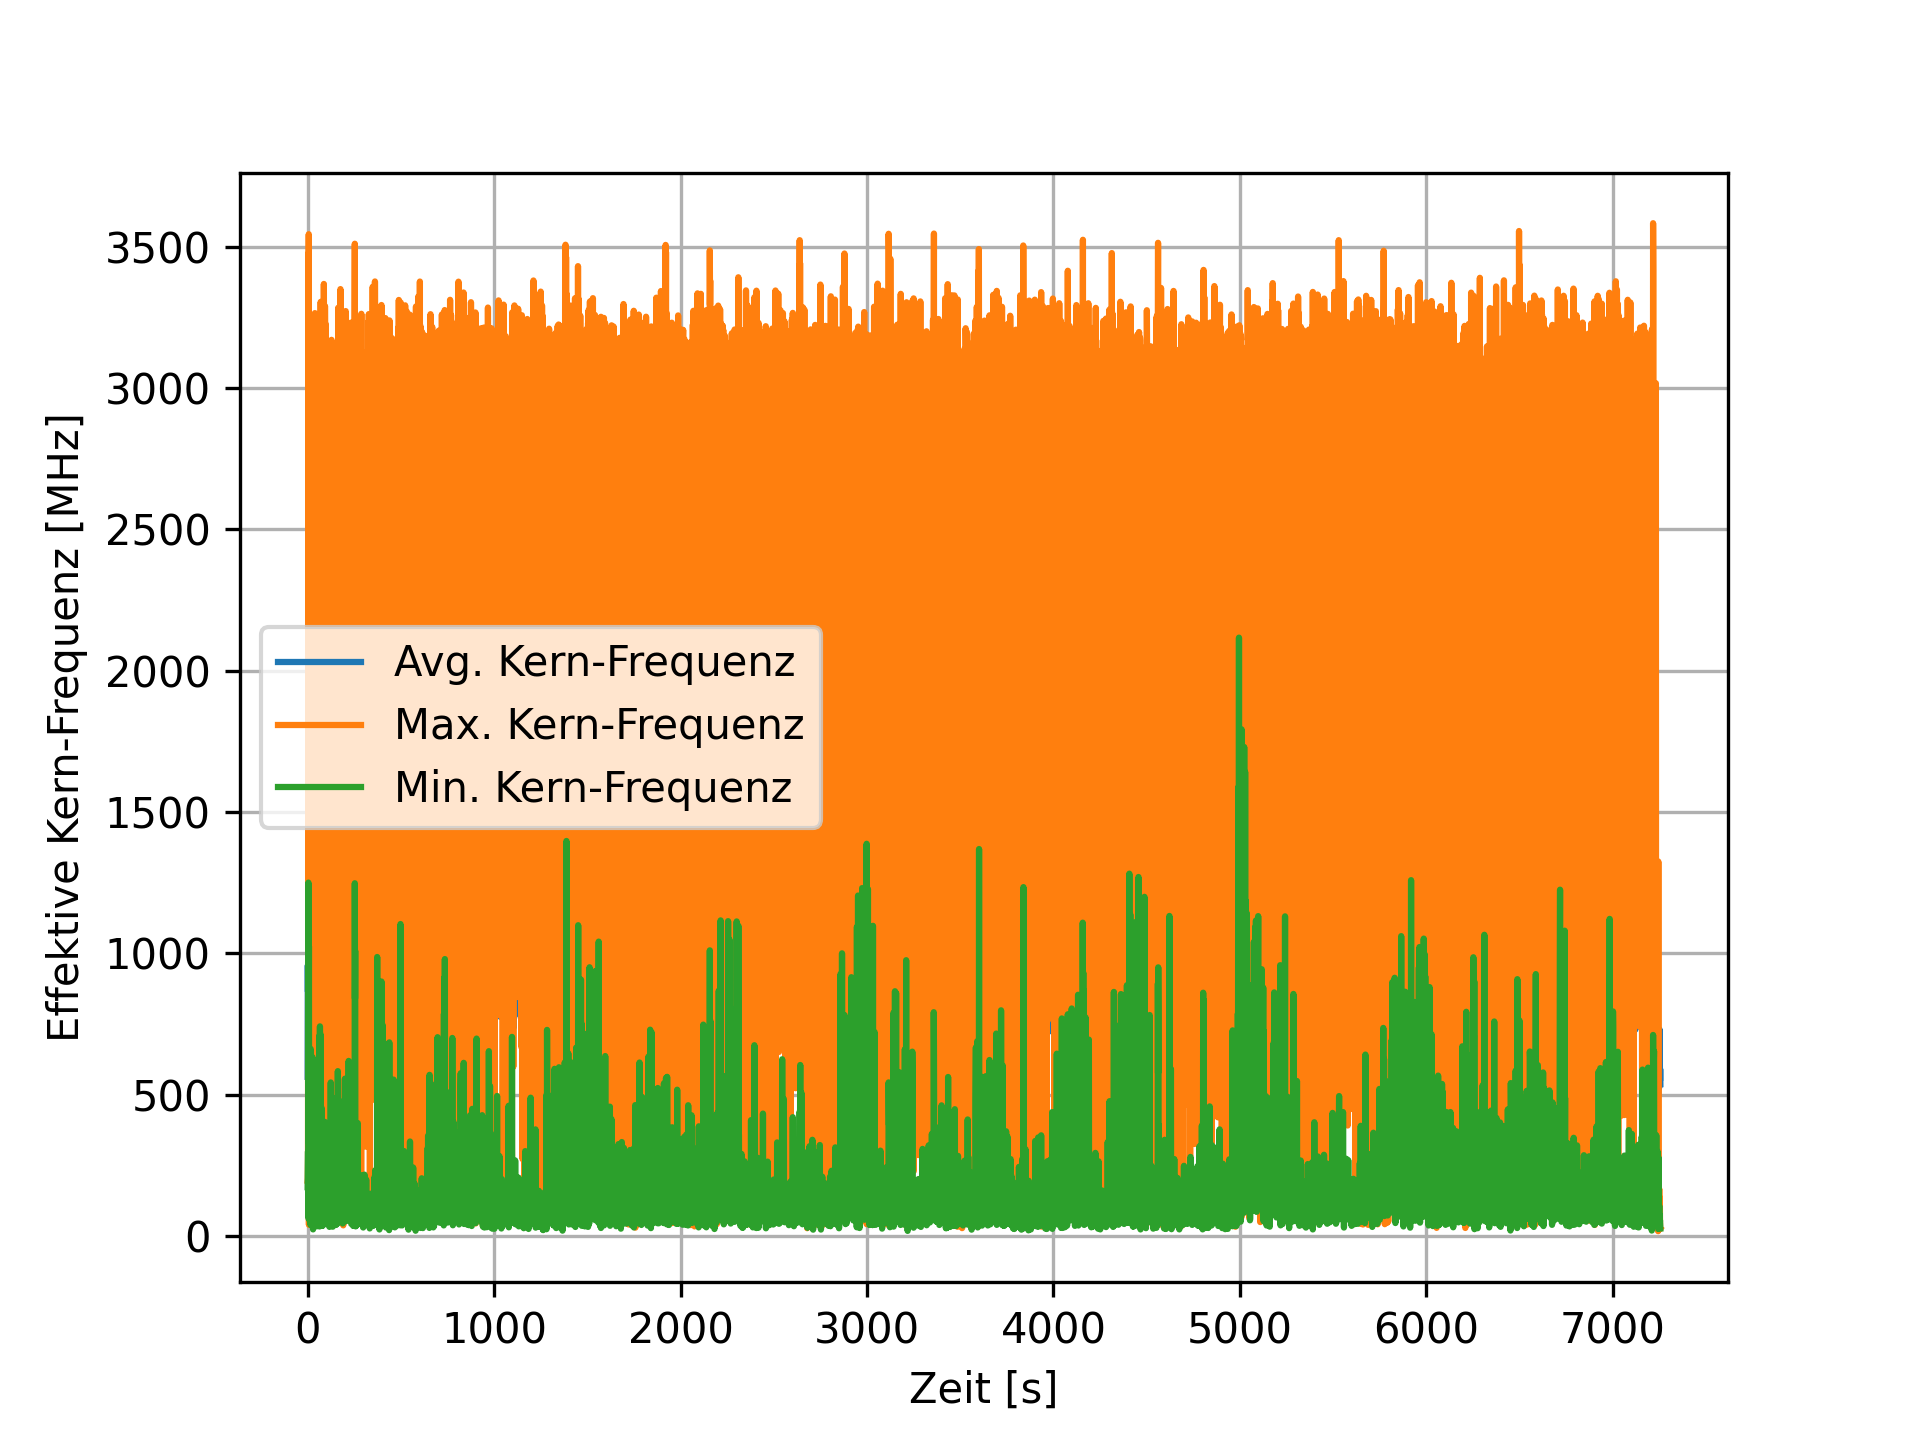 3500
3000
2500
2000
1500
1000
500
0
Effektive Kern-Frequenz [MHz]
Avg. Kern-Frequenz
Max. Kern-Frequenz
Min. Kern-Frequenz
0 1000 2000 3000 4000 5000 6000 7000
Zeit [s]